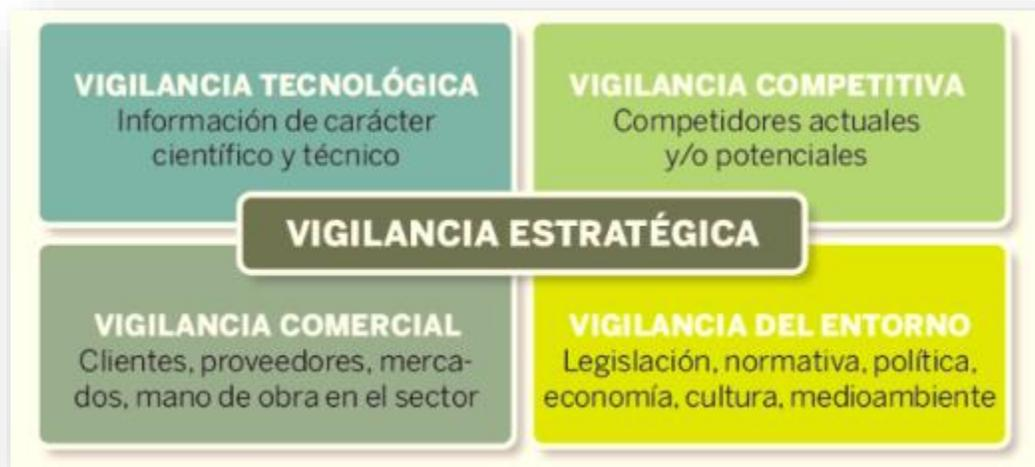 VIGILANCIA TECNOLÓGICA
Información de carácter
científico y técnico
VIGILANCIA COMPETITIVA
Competidores actuales
y/o potenciales
VIGILANCIA ESTRATÉGICA
VIGILANCIA COMERCIAL
Clientes, proveedores, merca-
dos, mano de obra en el sector
VIGILANCIA DEL ENTORNO
Legislación, normativa, política,
economía, cultura, medioambiente